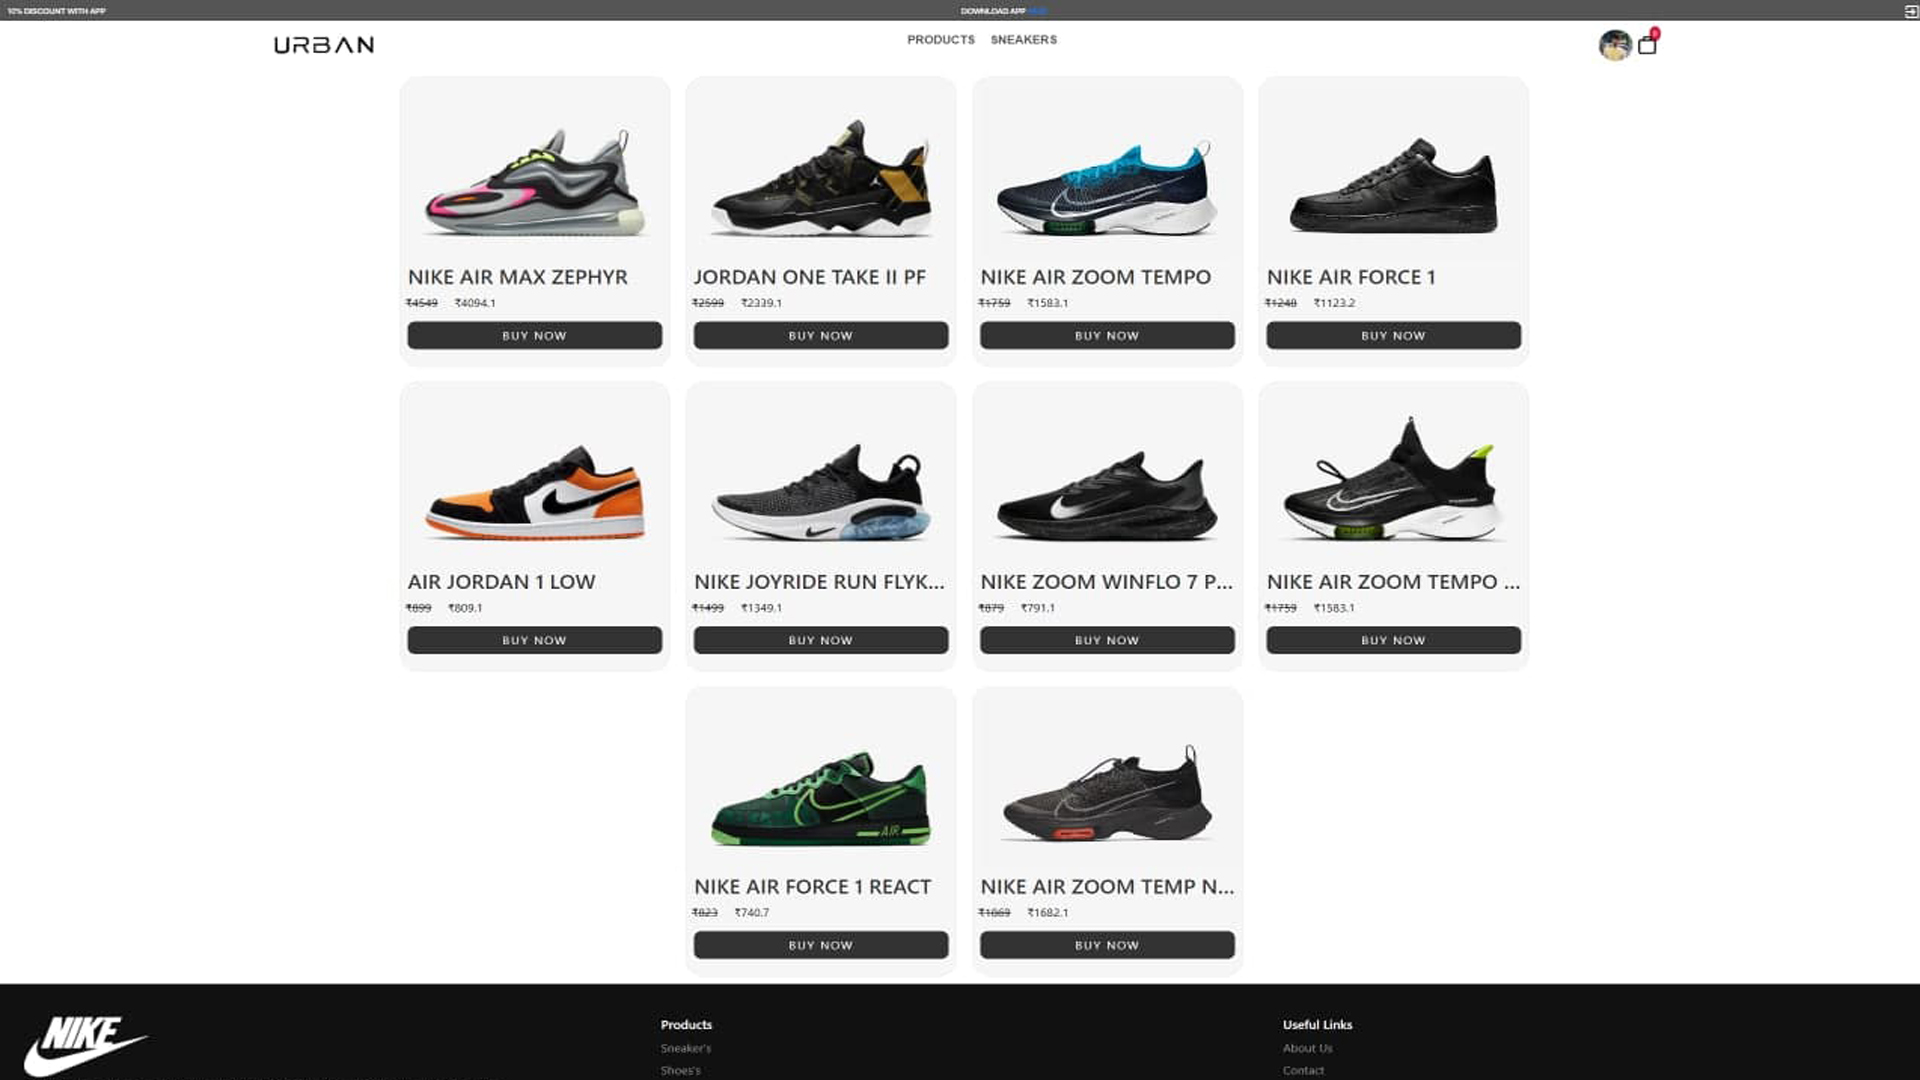 10% DISCOUNT WITH APP
DOWNLOAD APP
URBAN
PRODUCTS SNEAKERS
NIKE AIR MAX ZEPHYR
₹4549 ₹4094.1
BUY NOW
JORDAN ONE TAKE II PF
₹2599 ₹2339.1
BUY NOW
NIKE AIR ZOOM TEMPO
₹1759 ₹1583.1
BUY NOW
NIKE AIR FORCE 1
₹1248 ₹1123.2
BUY NOW
AIR JORDAN 1 LOW
₹899 ₹809.1
BUY NOW
NIKE JOYRIDE RUN FLYK...
₹1499 ₹1349.1
BUY NOW
NIKE ZOOM WINFLO 7 P...
₹879 ₹791.1
BUY NOW
NIKE AIR ZOOM TEMPO ...
₹1759 ₹1583.1
BUY NOW
AIR
NIKE AIR FORCE 1 REACT
₹823 ₹740.7
BUY NOW
NIKE AIR ZOOM TEMP N...
₹1869 ₹1682.1
BUY NOW
NIKE
Products
Sneaker's
Shoes's
Useful Links
About Us
Contact